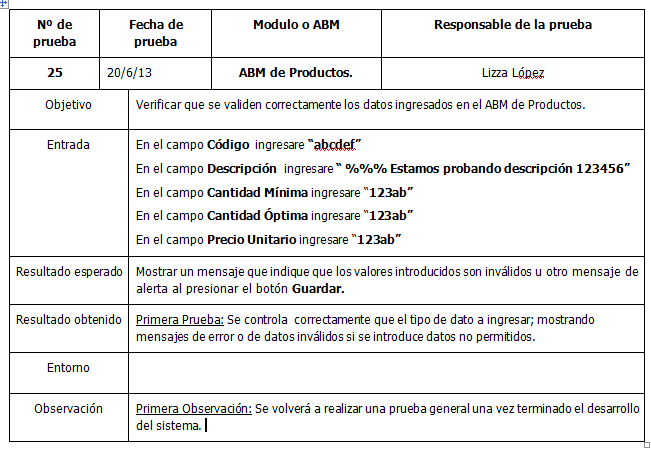 Nº de prueba Fecha de prueba Modulo o ABM Responsable de la prueba
25 20/6/13 ABM de Productos. Lizza López
Objetivo Verificar que se validen correctamente los datos ingresados en el ABM de Productos.
Entrada En el campo Código ingresare “abcdef”
En el campo Descripción ingresare “ %%% Estamos probando descripción 123456”
En el campo Cantidad Mínima ingresare “123ab”
En el campo Cantidad Óptima ingresare “123ab”
En el campo Precio Unitario ingresare “123ab”
Resultado esperado Mostrar un mensaje que indique que los valores introducidos son inválidos u otro mensaje de
alerta al presionar el botón Guardar.
Resultado obtenido Primera Prueba: Se controla correctamente que el tipo de dato a ingresar; mostrando
mensajes de error o de datos inválidos si se introduce datos no permitidos.
Entorno
Observación Primera Observación: Se volverá a realizar una prueba general una vez terminado el desarrollo
del sistema.